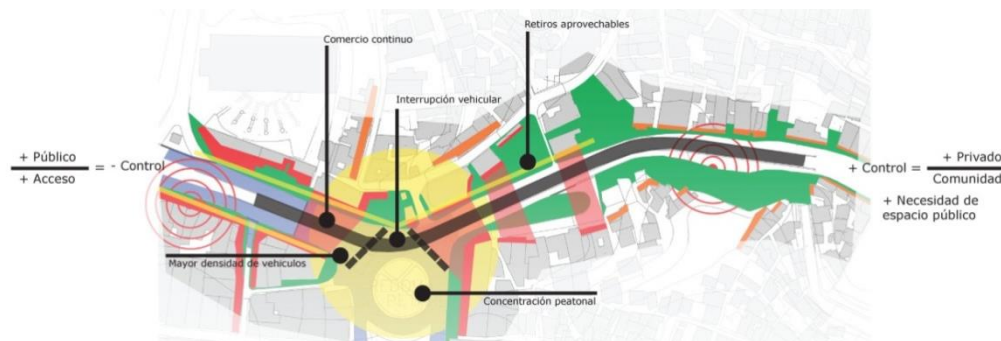 Retiros aprovechables
Comercio continuo
Interrupción vehicular
+ Público
+ Acceso
= - Control
+ Control =
+ Privado
Comunidad
+ Necesidad de
espacio público
Mayor densidad de vehiculos
Concentración peatonal